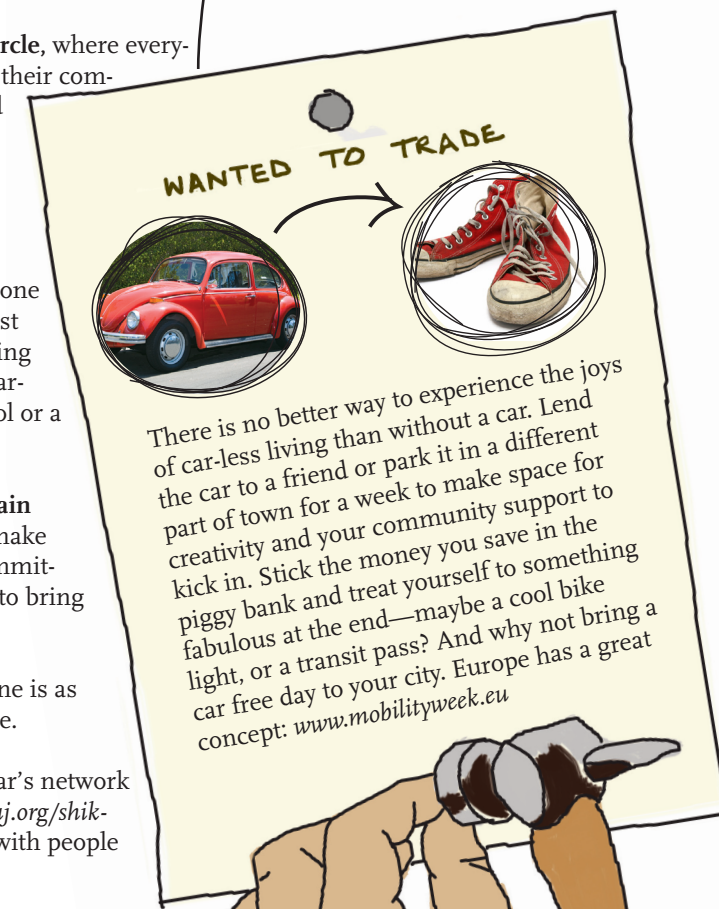 rcle, where every-
their com-
one
st
ing
ar-
ol or a
ain
make
nmit-
to bring
ne is as
e.
ar's network
j.org/shik-
with people
WANTED TO TRADE
There is no better way to experience the joys
of car-less living than without a car. Lend
the car to a friend or park it in a different
part of town for a week to make space for
creativity and your community support to
kick in. Stick the money you save in the
piggy bank and treat yourself to something
fabulous at the end—maybe a cool bike
light, or a transit pass? And why not bring a
car free day to your city. Europe has a great
concept: www.mobilityweek.eu